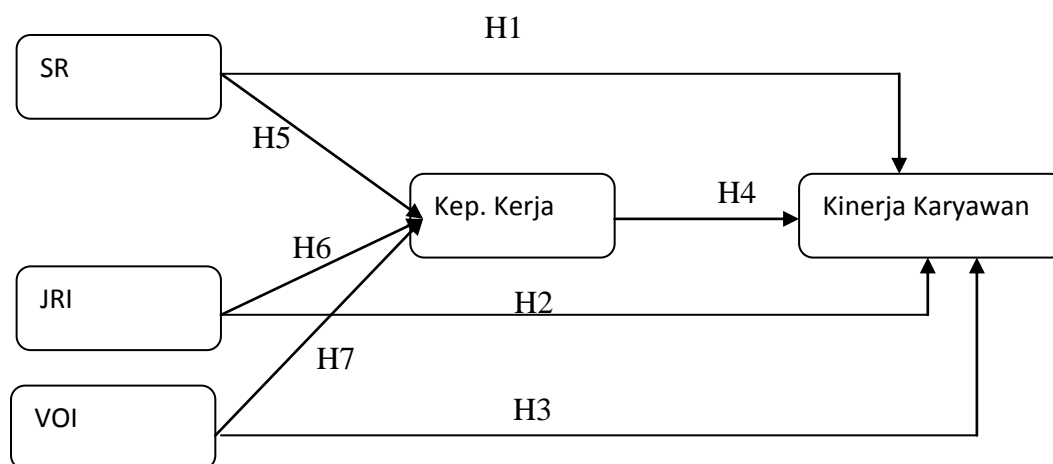 H1
SR
H5
Kep. Kerja
H4
Kinerja Karyawan
H6
JRI
H2
H7
VOI
H3